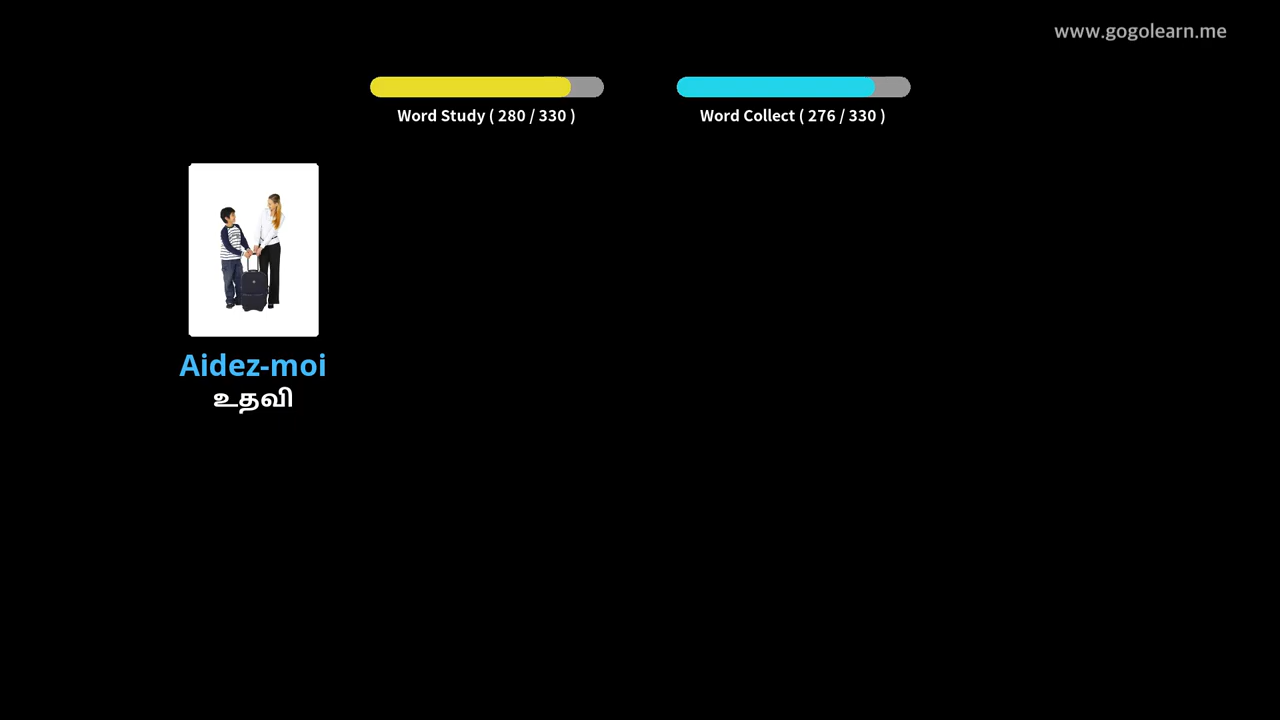 www.gogolearn.me
Word Study ( 280 / 330 )
Word Collect ( 276 / 330 )
Aidez-moi
உதவி